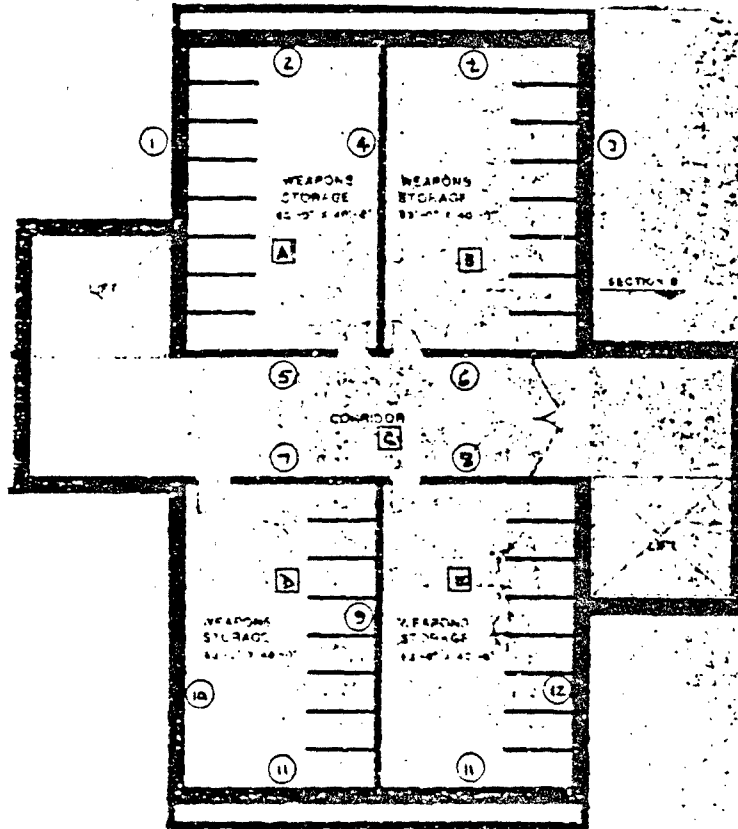 2
2
1
4
3
WEAPONS
STORAGE
WEAPONS
STORAGE
A
B
SECTION B
LIFT
5
6
CORRIDOR
C
7
8
LIFT
D
E
9
WEAPONS
STORAGE
WEAPONS
STORAGE
10
12
11
11